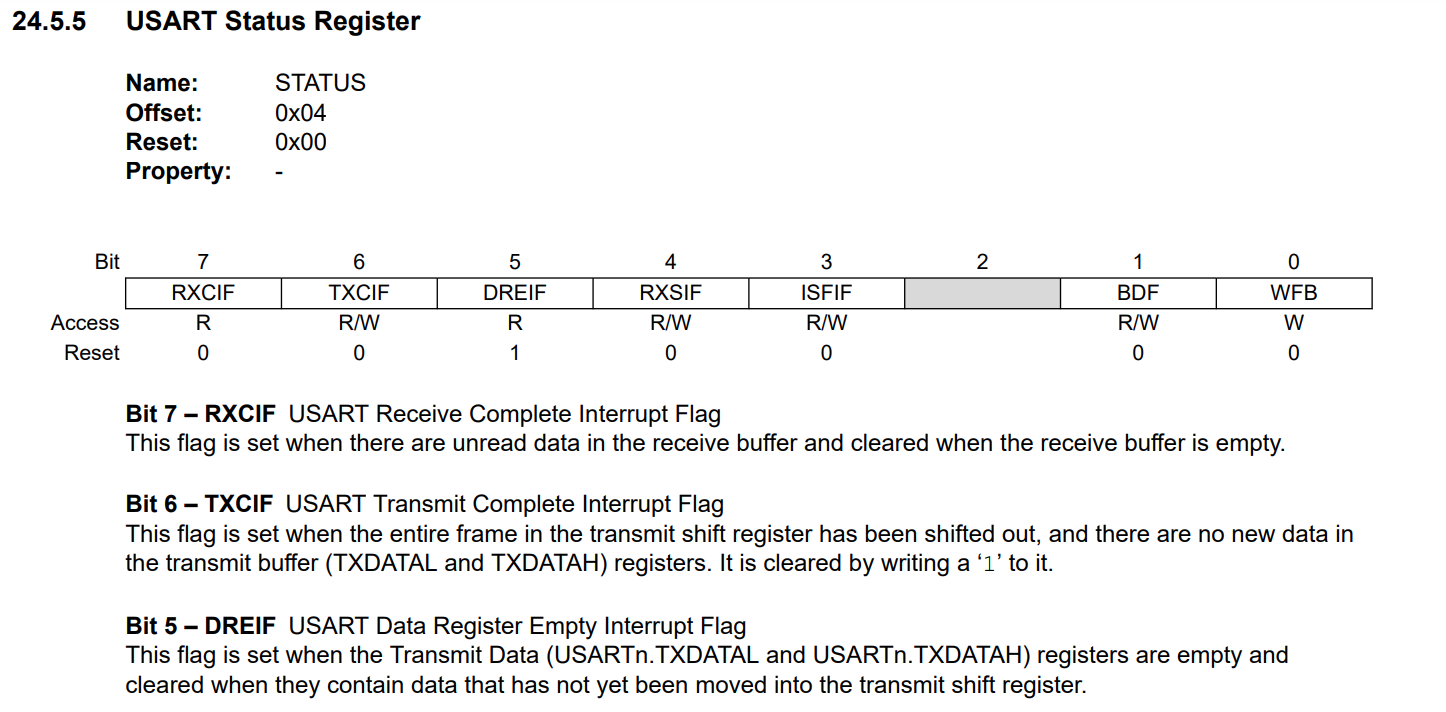 24.5.5 USART Status Register
Name: STATUS
Offset: 0x04
Reset: 0x00
Property: -
Bit 7 6 5 4 3 2 1 0
RXCIF TXCIF DREIF RXSIF ISFIF BDF WFB
Access R R/W R R/W R/W R/W W
Reset 0 0 1 0 0 0 0
Bit 7 – RXCIF USART Receive Complete Interrupt Flag
This flag is set when there are unread data in the receive buffer and cleared when the receive buffer is empty.
Bit 6 – TXCIF USART Transmit Complete Interrupt Flag
This flag is set when the entire frame in the transmit shift register has been shifted out, and there are no new data in
the transmit buffer (TXDATAL and TXDATAH) registers. It is cleared by writing a ‘1’ to it.
Bit 5 – DREIF USART Data Register Empty Interrupt Flag
This flag is set when the Transmit Data (USARTn.TXDATAL and USARTn.TXDATAH) registers are empty and
cleared when they contain data that has not yet been moved into the transmit shift register.